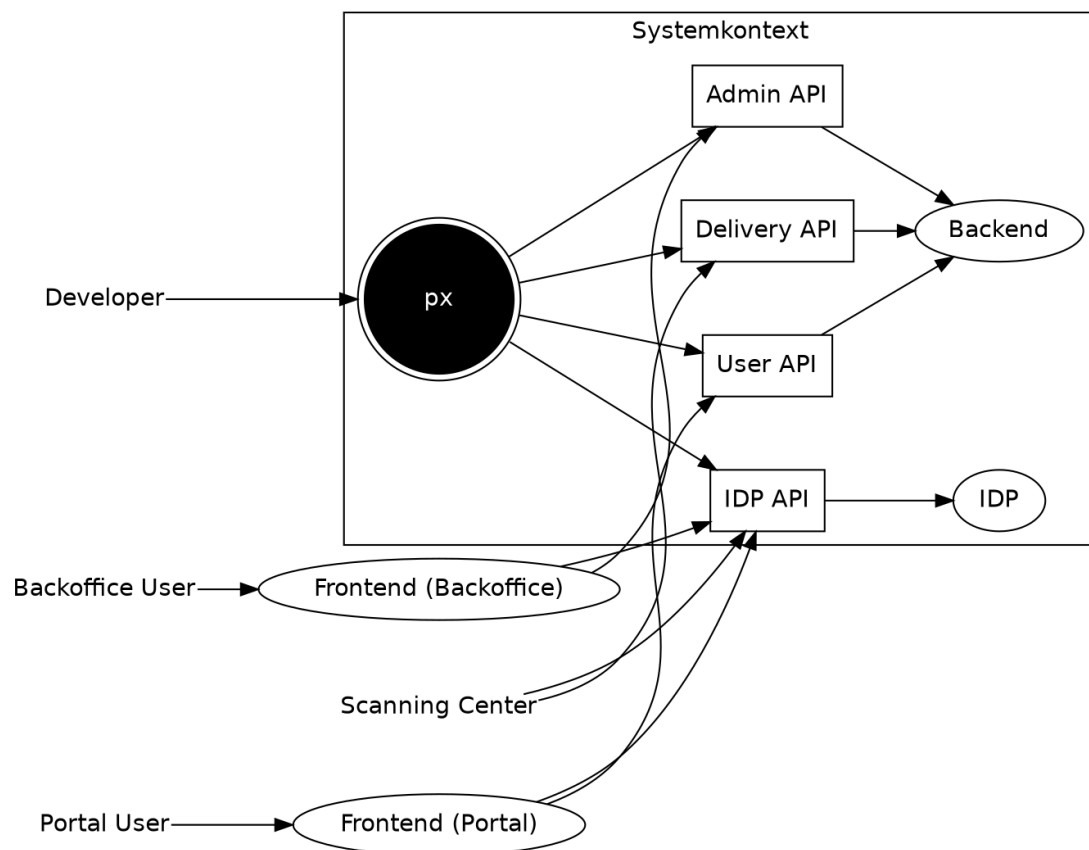 Systemkontext
Admin API
Delivery API
Backend
Developer
px
User API
IDP API
IDP
Backoffice User
Frontend (Backoffice)
Scanning Center
Portal User
Frontend (Portal)